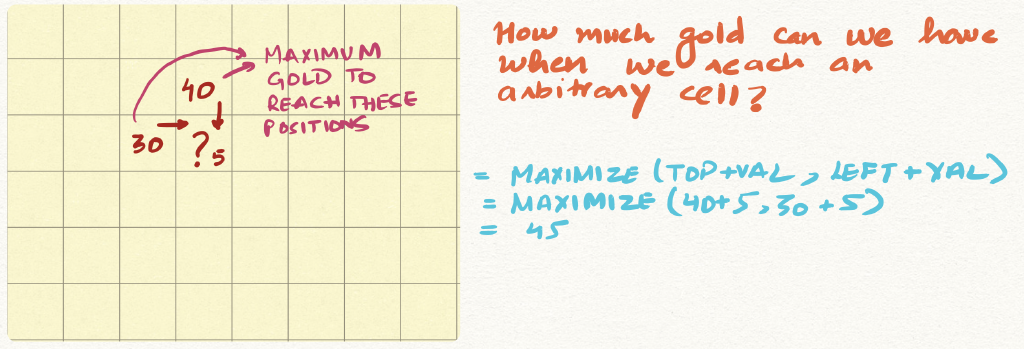 MAXIMUM
GOLD TO
REACH THESE
POSITIONS
40
30 ? 5
How much gold can we have
when we reach an
arbitrary cell?
= MAXIMIZE (TOP+VAL, LEFT+VAL)
= MAXIMIZE (40+5, 30+5)
= 45